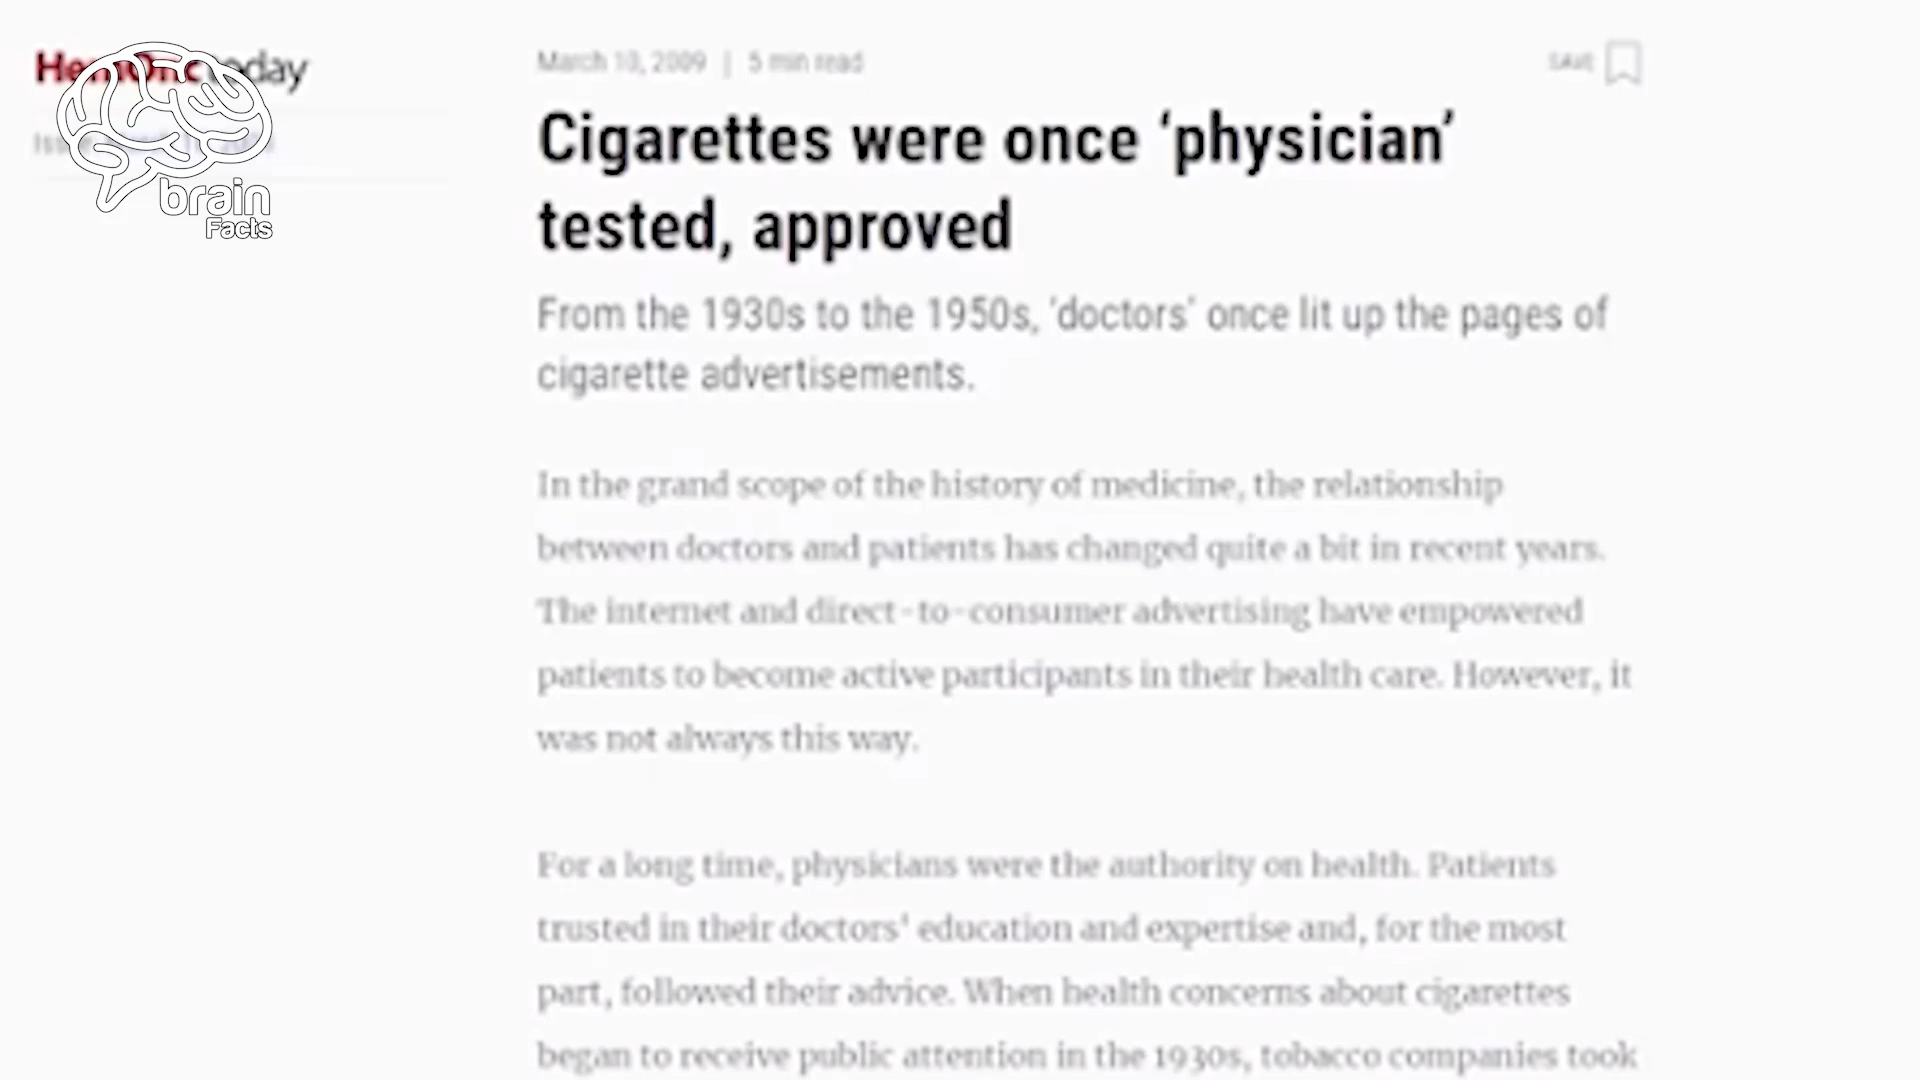 HemOnc today
March 10, 2009 | 5 min read
SAVE
brain
Facts
Cigarettes were once ‘physician’
tested, approved
From the 1930s to the 1950s, ‘doctors’ once lit up the pages of
cigarette advertisements.
In the grand scope of the history of medicine, the relationship
between doctors and patients has changed quite a bit in recent years.
The internet and direct-to-consumer advertising have empowered
patients to become active participants in their health care. However, it
was not always this way.
For a long time, physicians were the authority on health. Patients
trusted in their doctors' education and expertise and, for the most
part, followed their advice. When health concerns about cigarettes
began to receive public attention in the 1930s, tobacco companies took